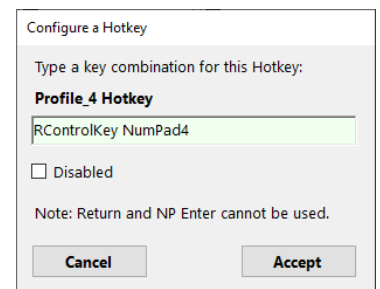 Configure a Hotkey
Type a key combination for this Hotkey:
Profile_4 Hotkey
RControlKey NumPad4
Disabled
Note: Return and NP Enter cannot be used.
Cancel Accept